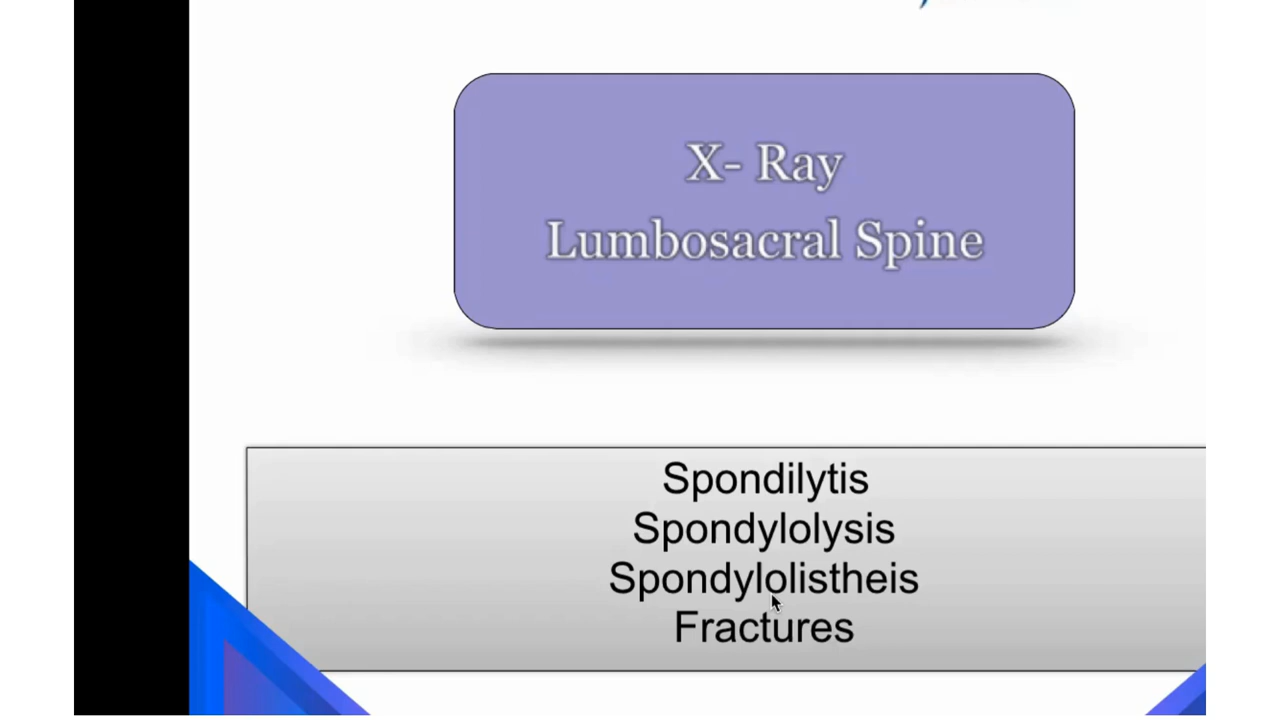 X- Ray
Lumbosacral Spine
Spondilytis
Spondylolysis
Spondylolistheis
Fractures